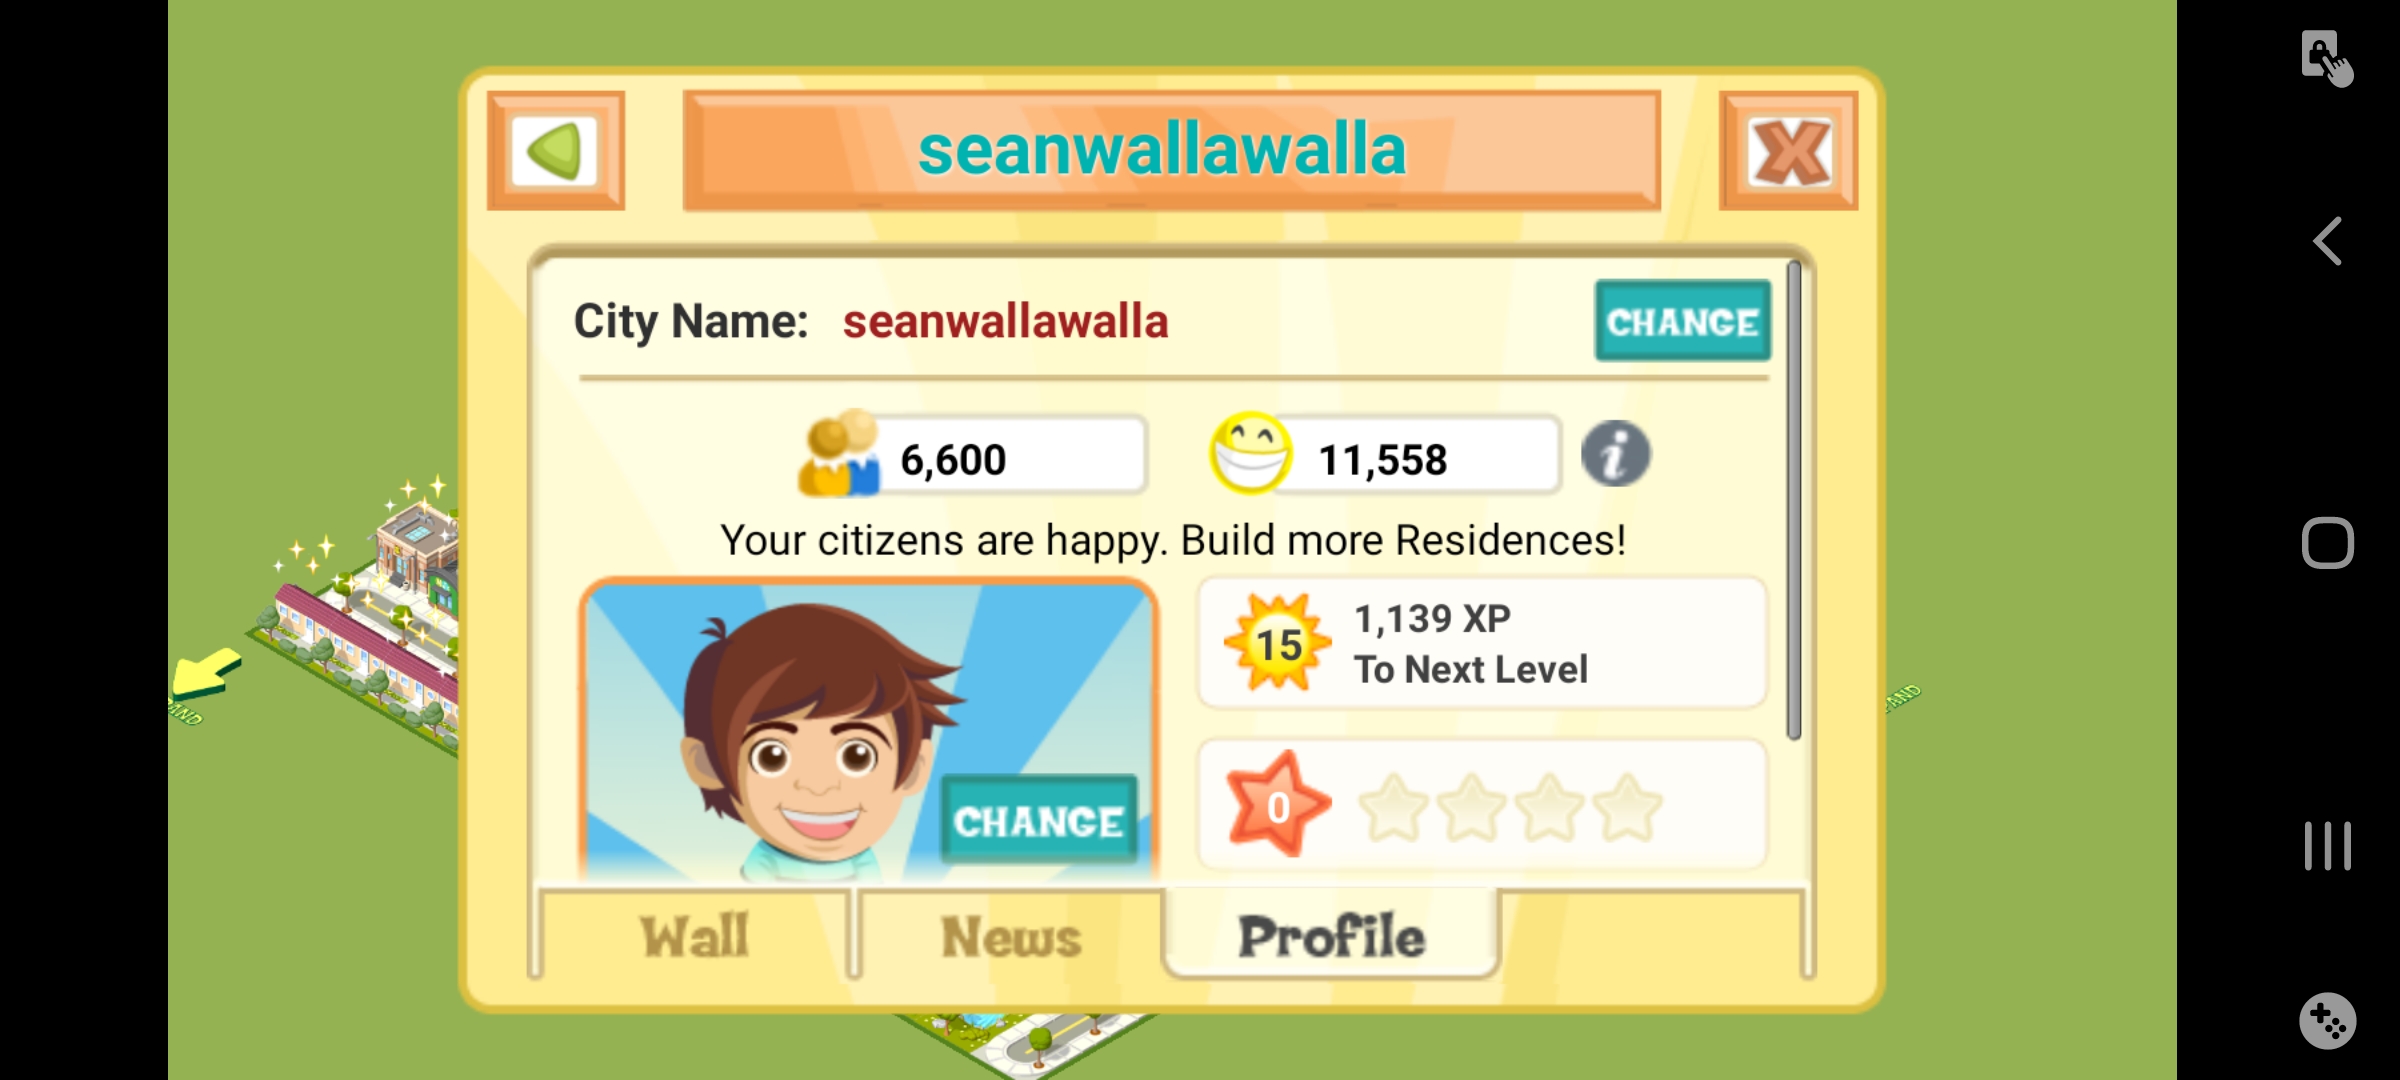 seanwallawalla
City Name: seanwallawalla
CHANGE
6,600
11,558
i
Your citizens are happy. Build more Residences!
15
1,139 XP
To Next Level
0
CHANGE
Wall
News
Profile